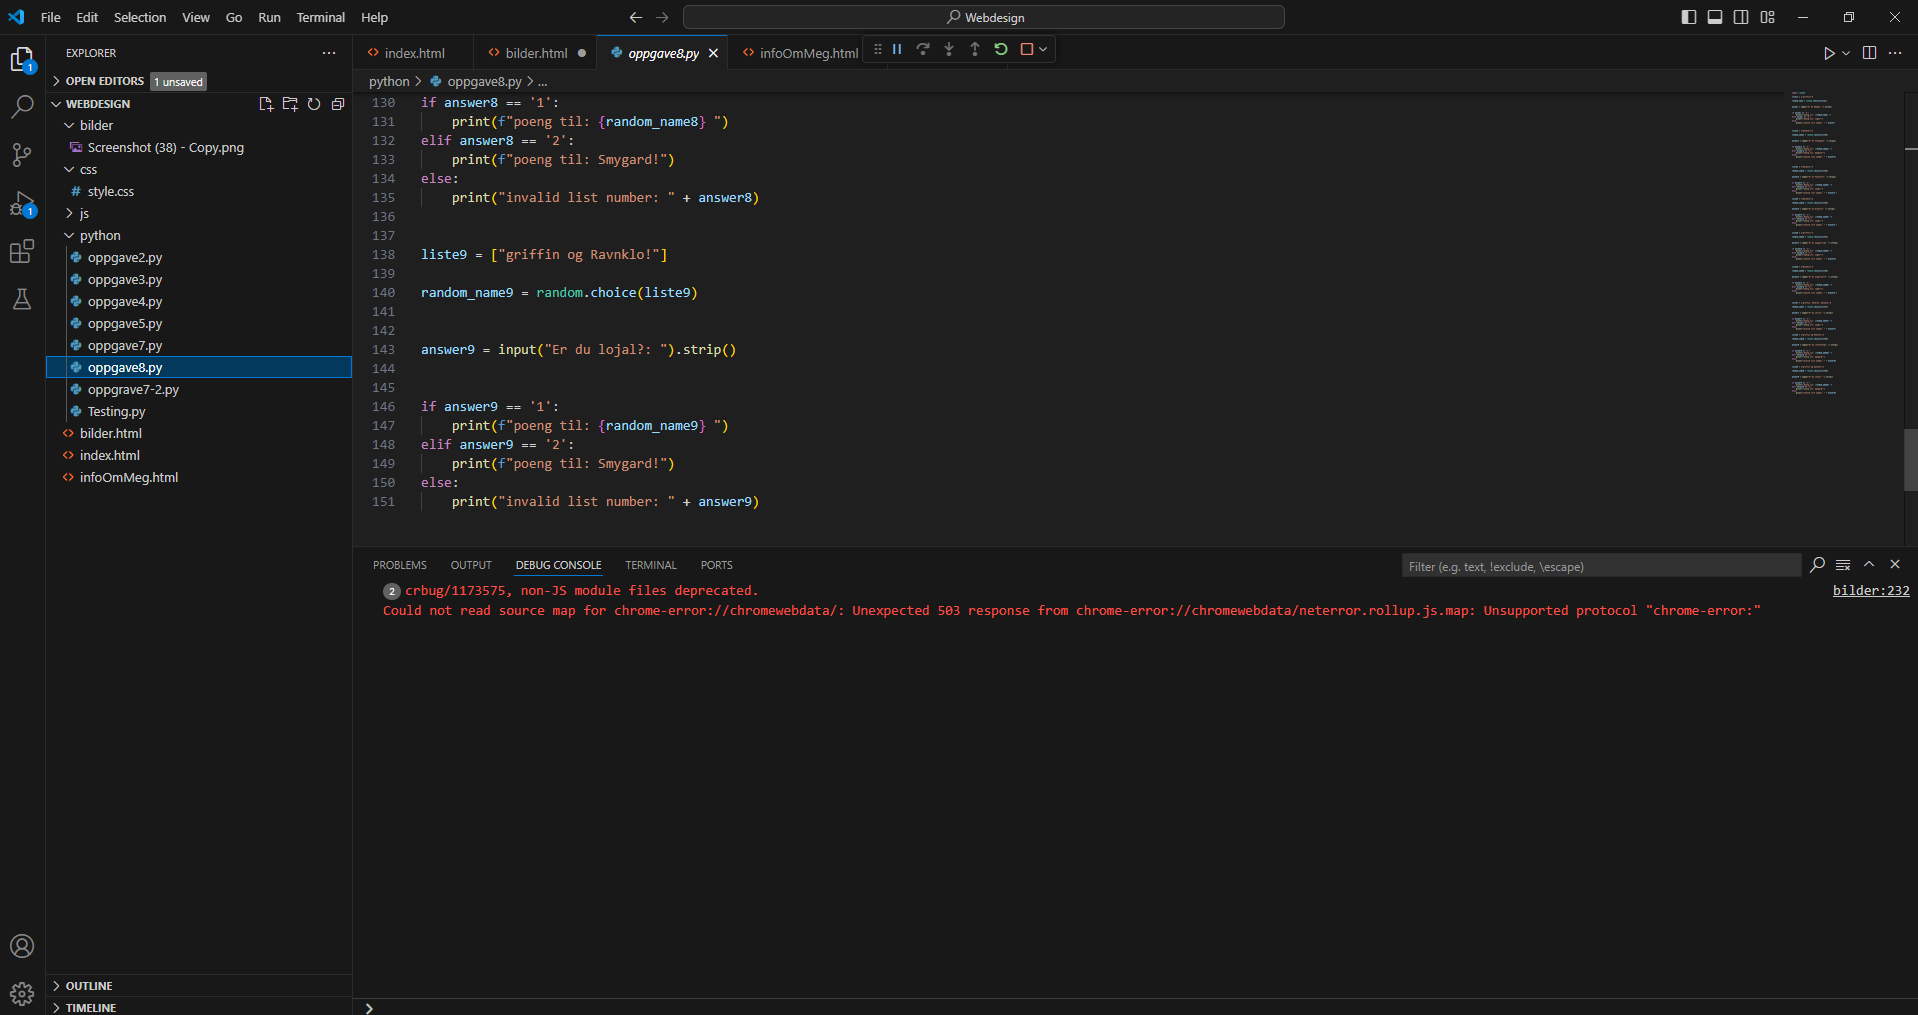 File Edit Selection View Go Run Terminal Help
Webdesign
EXPLORER
index.html
bilder.html
oppgave8.py
infoOmMeg.html
OPEN EDITORS 1 unsaved
python > oppgave8.py > ...
WEBDESIGN
bilder
Screenshot (38) - Copy.png
css
style.css
js
python
oppgave2.py
oppgave3.py
oppgave4.py
oppgave5.py
oppgave7.py
oppgave8.py
oppgrave7-2.py
Testing.py
bilder.html
index.html
infoOmMeg.html
OUTLINE
TIMELINE
1
1
130 if answer8 == '1':
131 print(f"poeng til: {random_name8} ")
132 elif answer8 == '2':
133 print(f"poeng til: Smygard!")
134 else:
135 print("invalid list number: " + answer8)
136
137
138 liste9 = ["griffin og Ravnklo!"]
139
140 random_name9 = random.choice(liste9)
141
142
143 answer9 = input("Er du lojal?: ").strip()
144
145
146 if answer9 == '1':
147 print(f"poeng til: {random_name9} ")
148 elif answer9 == '2':
149 print(f"poeng til: Smygard!")
150 else:
151 print("invalid list number: " + answer9)
PROBLEMS OUTPUT DEBUG CONSOLE TERMINAL PORTS
Filter (e.g. text, !exclude, \escape)
2 crbug/1173575, non-JS module files deprecated.
bilder:232
Could not read source map for chrome-error://chromewebdata/: Unexpected 503 response from chrome-error://chromewebdata/neterror.rollup.js.map: Unsupported protocol "chrome-error:"